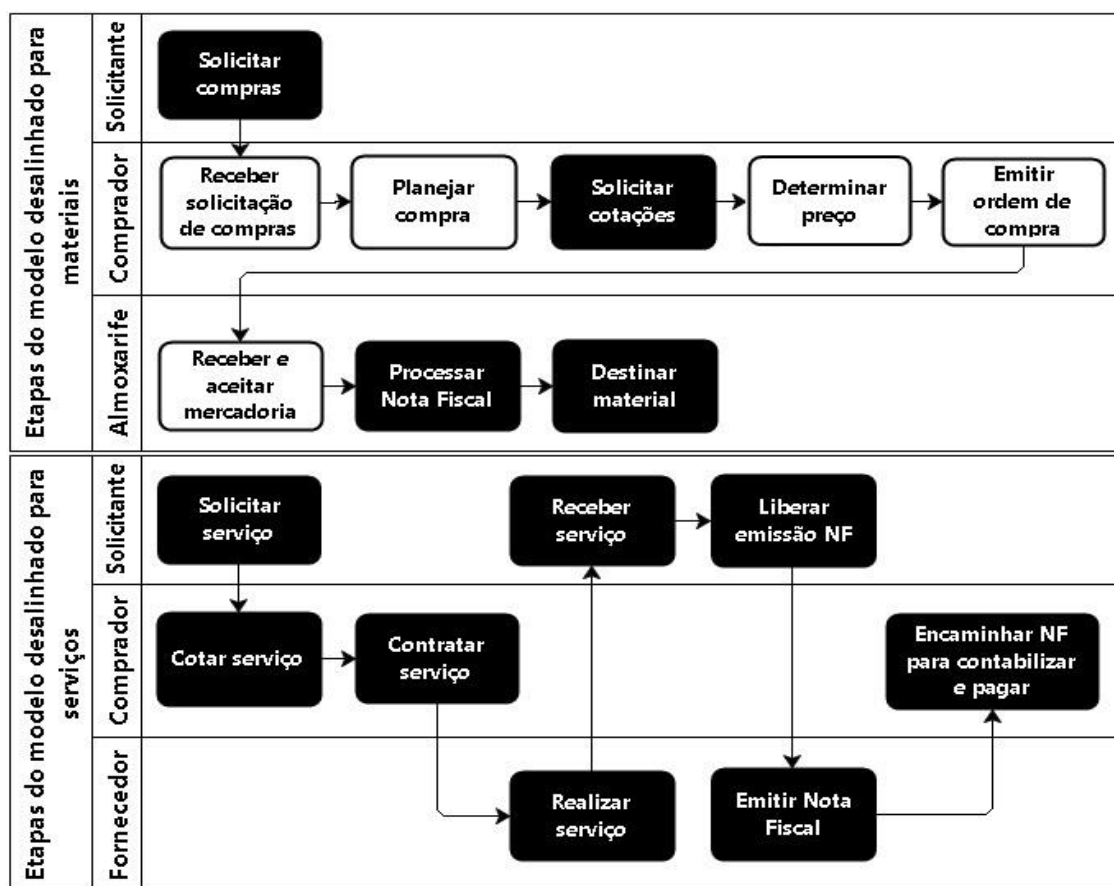 Etapas do modelo desalinhado para
materiais
Solicitante
Solicitar
compras
Comprador
Receber
solicitação
de compras
Planejar
compra
Solicitar
cotações
Determinar
preço
Emitir
ordem de
compra
Almoxarife
Receber e
aceitar
mercadoria
Processar
Nota Fiscal
Destinar
material
Etapas do modelo desalinhado para
serviços
Solicitante
Solicitar
serviço
Receber
serviço
Liberar
emissão NF
Comprador
Cotar serviço
Contratar
serviço
Encaminhar NF
para contabilizar
e pagar
Fornecedor
Realizar
serviço
Emitir Nota
Fiscal